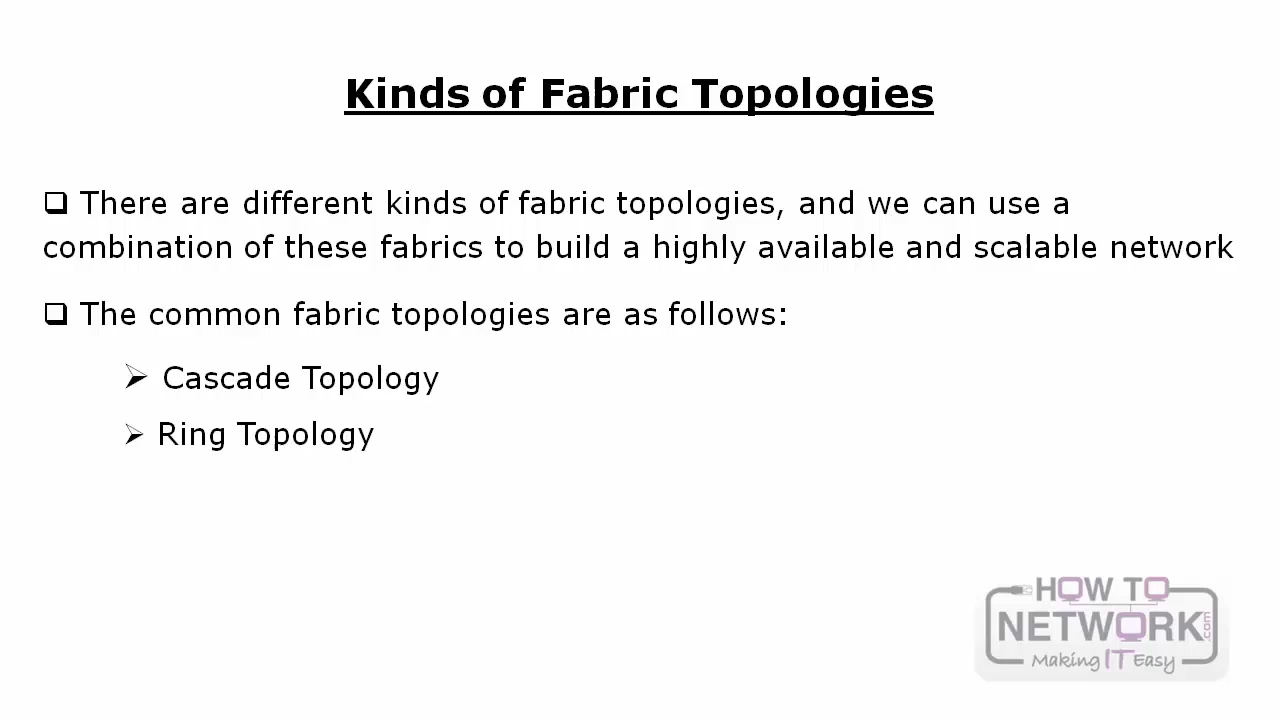 Kinds of Fabric Topologies
❑ There are different kinds of fabric topologies, and we can use a
combination of these fabrics to build a highly available and scalable network
❑ The common fabric topologies are as follows:
➢ Cascade Topology
➢ Ring Topology
HOW TO
NETWORK.com
Making IT Easy